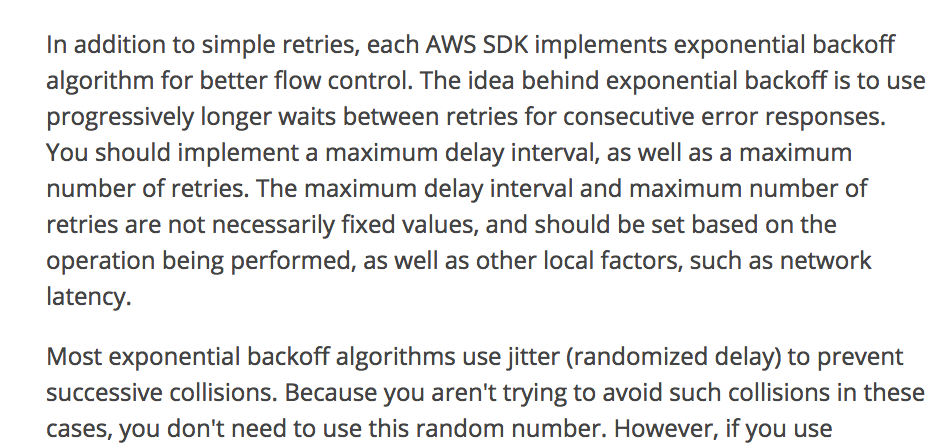 In addition to simple retries, each AWS SDK implements exponential backoff
algorithm for better flow control. The idea behind exponential backoff is to use
progressively longer waits between retries for consecutive error responses.
You should implement a maximum delay interval, as well as a maximum
number of retries. The maximum delay interval and maximum number of
retries are not necessarily fixed values, and should be set based on the
operation being performed, as well as other local factors, such as network
latency.
Most exponential backoff algorithms use jitter (randomized delay) to prevent
successive collisions. Because you aren't trying to avoid such collisions in these
cases, you don't need to use this random number. However, if you use